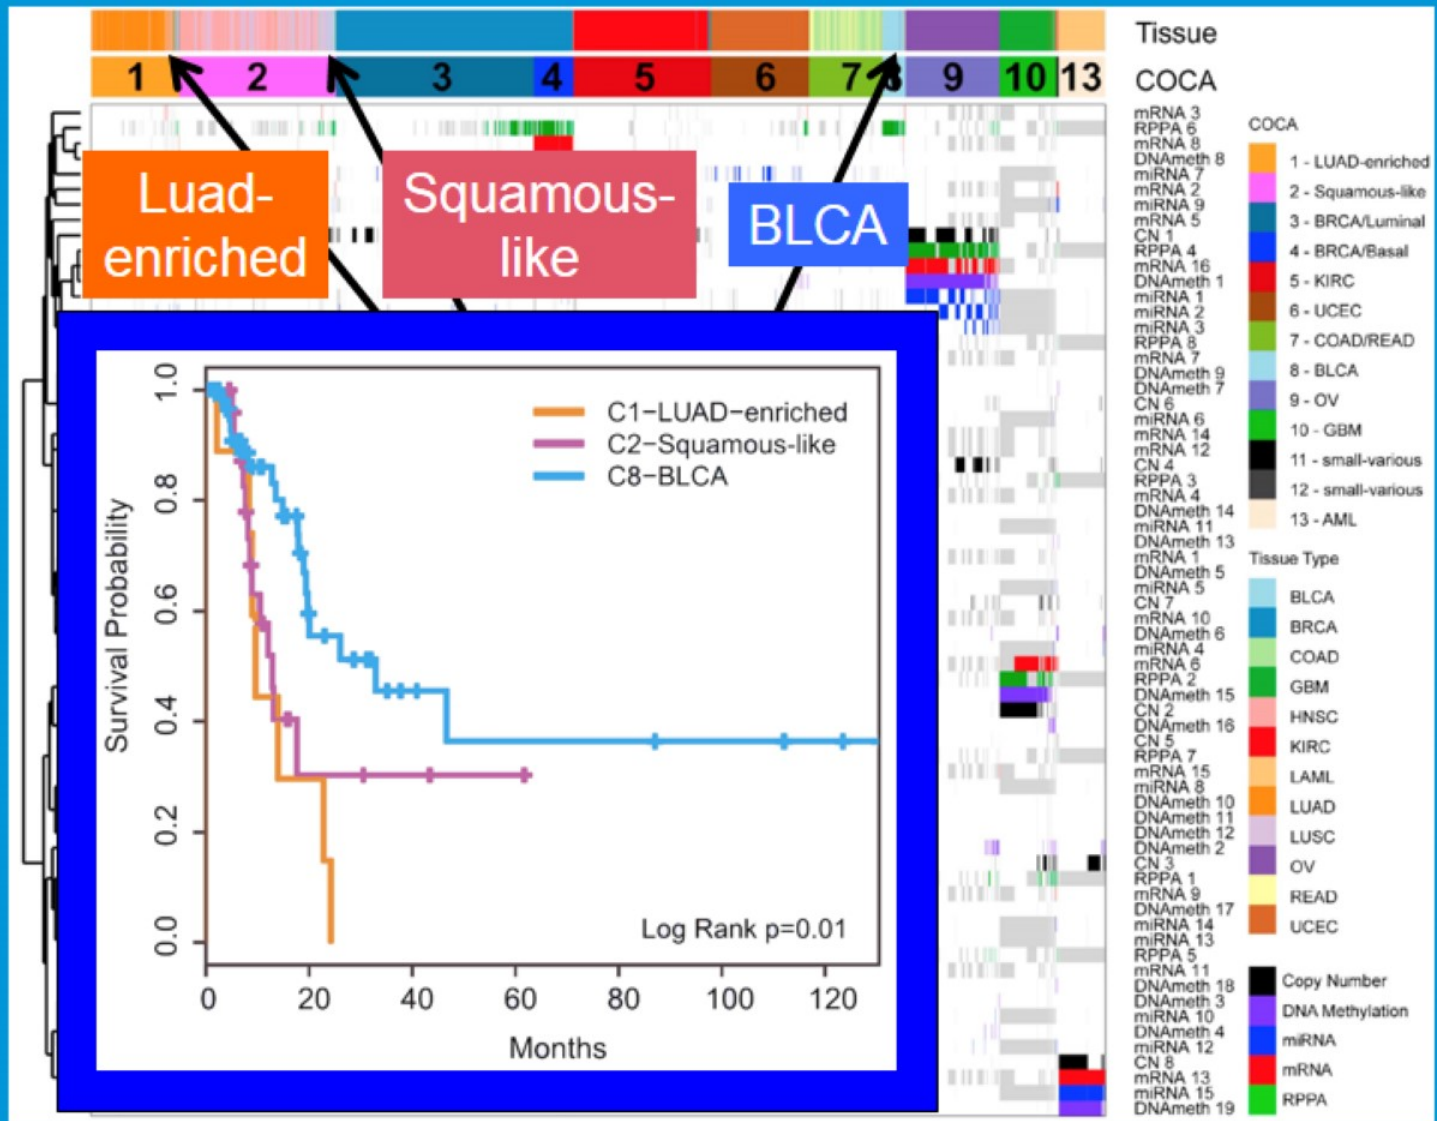 Tissue
1 2 3 4 5 6 7 8 9 10 13 COCA
Luad-
enriched
Squamous-
like
BLCA
C1−LUAD−enriched
C2−Squamous-like
C8−BLCA
Survival Probability
1.0
0.8
0.6
0.4
0.2
0.0
Log Rank p=0.01
0 20 40 60 80 100 120
Months
mRNA 3
RPPA 6
mRNA 8
DNAmeth 8
miRNA 7
mRNA 2
miRNA 9
mRNA 5
CN 1
RPPA 4
mRNA 16
DNAmeth 1
miRNA 1
miRNA 2
miRNA 3
RPPA 8
mRNA 7
DNAmeth 9
DNAmeth 7
CN 6
miRNA 6
mRNA 14
mRNA 12
CN 4
RPPA 3
mRNA 4
DNAmeth 14
miRNA 11
DNAmeth 13
mRNA 1
DNAmeth 5
miRNA 5
CN 7
mRNA 10
DNAmeth 6
miRNA 4
mRNA 6
RPPA 2
DNAmeth 15
CN 2
DNAmeth 16
CN 5
RPPA 7
mRNA 15
miRNA 8
DNAmeth 10
DNAmeth 11
DNAmeth 12
DNAmeth 2
CN 3
RPPA 1
mRNA 9
DNAmeth 17
miRNA 14
miRNA 13
RPPA 5
mRNA 11
DNAmeth 18
DNAmeth 3
miRNA 10
DNAmeth 4
miRNA 12
CN 8
mRNA 13
miRNA 15
DNAmeth 19
COCA
1 - LUAD-enriched
2 - Squamous-like
3 - BRCA/Luminal
4 - BRCA/Basal
5 - KIRC
6 - UCEC
7 - COAD/READ
8 - BLCA
9 - OV
10 - GBM
11 - small-various
12 - small-various
13 - AML
Tissue Type
BLCA
BRCA
COAD
GBM
HNSC
KIRC
LAML
LUAD
LUSC
OV
READ
UCEC
Copy Number
DNA Methylation
miRNA
mRNA
RPPA